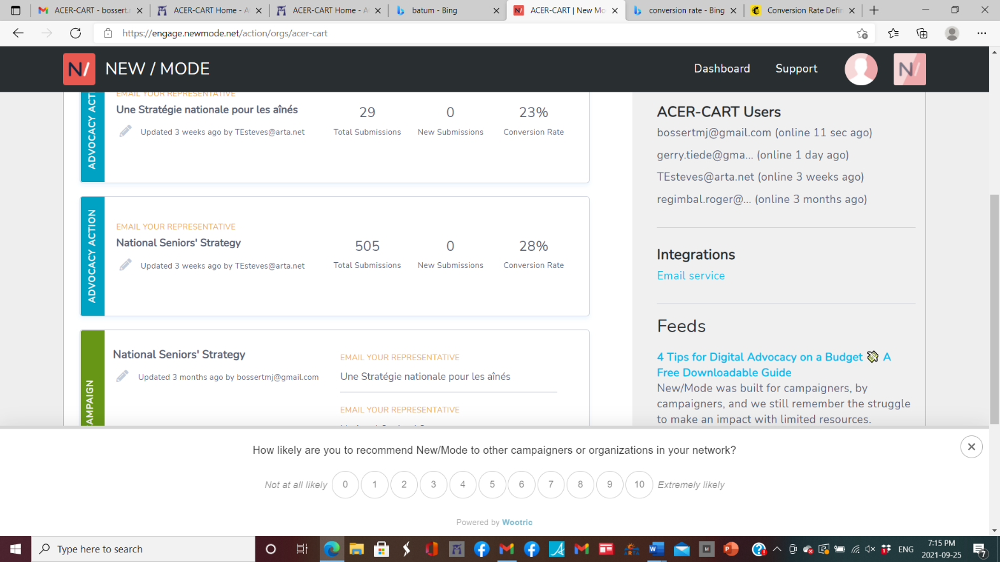 ACER-CART - bossert.
ACER-CART Home - A
ACER-CART Home - A
batum - Bing
ACER-CART | New Mo
conversion rate - Bing
Conversion Rate Defin
https://engage.newmode.net/action/orgs/acer-cart
N/ NEW / MODE
Dashboard
Support
N/
ADVOCACY ACTI
EMAIL YOUR REPRESENTATIVE
Une Stratégie nationale pour les aînés
Updated 3 weeks ago by TEsteves@arta.net
29
Total Submissions
0
New Submissions
23%
Conversion Rate
ADVOCACY ACTION
EMAIL YOUR REPRESENTATIVE
National Seniors' Strategy
Updated 3 weeks ago by TEsteves@arta.net
505
Total Submissions
0
New Submissions
28%
Conversion Rate
AMPAIGN
National Seniors' Strategy
Updated 3 months ago by bossertmj@gmail.com
EMAIL YOUR REPRESENTATIVE
Une Stratégie nationale pour les aînés
EMAIL YOUR REPRESENTATIVE
ACER-CART Users
bossertmj@gmail.com (online 11 sec ago)
gerry.tiede@gma... (online 1 day ago)
TEsteves@arta.net (online 3 weeks ago)
regimbal.roger@... (online 3 months ago)
Integrations
Email service
Feeds
4 Tips for Digital Advocacy on a Budget 💸 A
Free Downloadable Guide
New/Mode was built for campaigners, by
campaigners, and we still remember the struggle
to make an impact with limited resources.
How likely are you to recommend New/Mode to other campaigners or organizations in your network?
Not at all likely 0 1 2 3 4 5 6 7 8 9 10 Extremely likely
Powered by Wootric
Type here to search
ENG
7:15 PM
2021-09-25
7